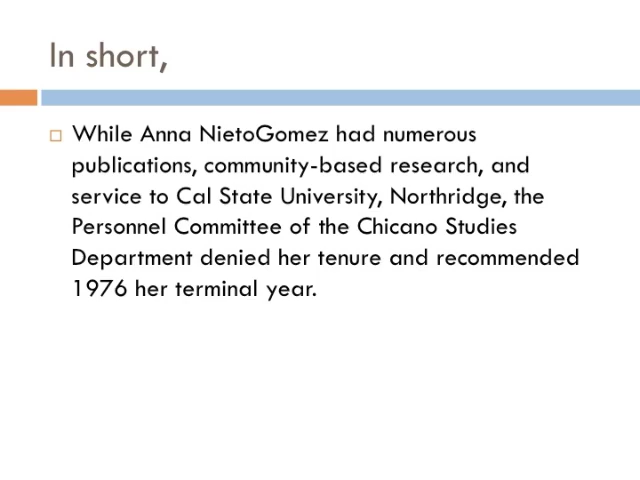 In short,
While Anna NietoGomez had numerous
publications, community-based research, and
service to Cal State University, Northridge, the
Personnel Committee of the Chicano Studies
Department denied her tenure and recommended
1976 her terminal year.